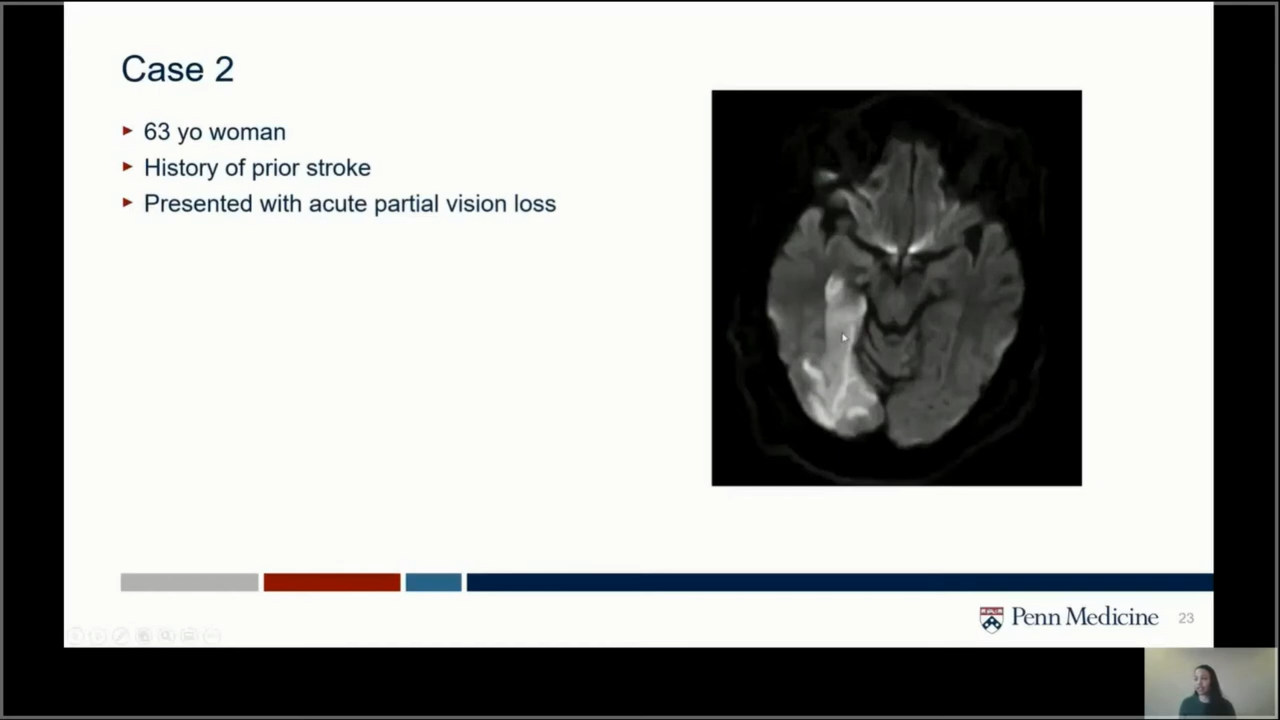 Case 2
63 yo woman
History of prior stroke
Presented with acute partial vision loss
Penn Medicine 23